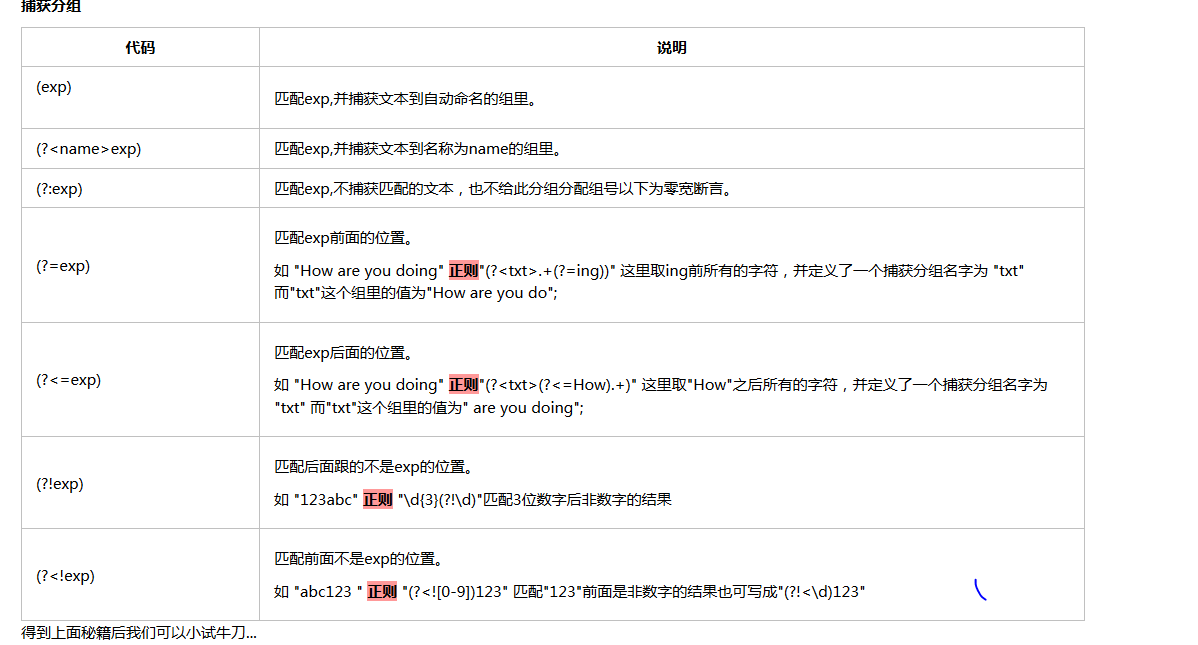 捕获分组
代码 说明
(exp) 匹配exp,并捕获文本到自动命名的组里。
(?<name>exp) 匹配exp,并捕获文本到名称为name的组里。
(?:exp) 匹配exp,不捕获匹配的文本，也不给此分组分配组号以下为零宽断言。
(?=exp) 匹配exp前面的位置。
如 "How are you doing" 正则"(?<txt>.+(?=ing))" 这里取ing前所有的字符，并定义了一个捕获分组名字为 "txt"
而"txt"这个组里的值为"How are you do";
(?<=exp) 匹配exp后面的位置。
如 "How are you doing" 正则"(?<txt>(?<=How).+)" 这里取"How"之后所有的字符，并定义了一个捕获分组名字为
"txt" 而"txt"这个组里的值为" are you doing";
(?!exp) 匹配后面跟的不是exp的位置。
如 "123abc" 正则 "\d{3}(?!\d)"匹配3位数字后非数字的结果
(?<!exp) 匹配前面不是exp的位置。
如 "abc123 " 正则 "(?<![0-9])123" 匹配"123"前面是非数字的结果也可写成"(?!<\d)123"
得到上面秘籍后我们可以小试牛刀...